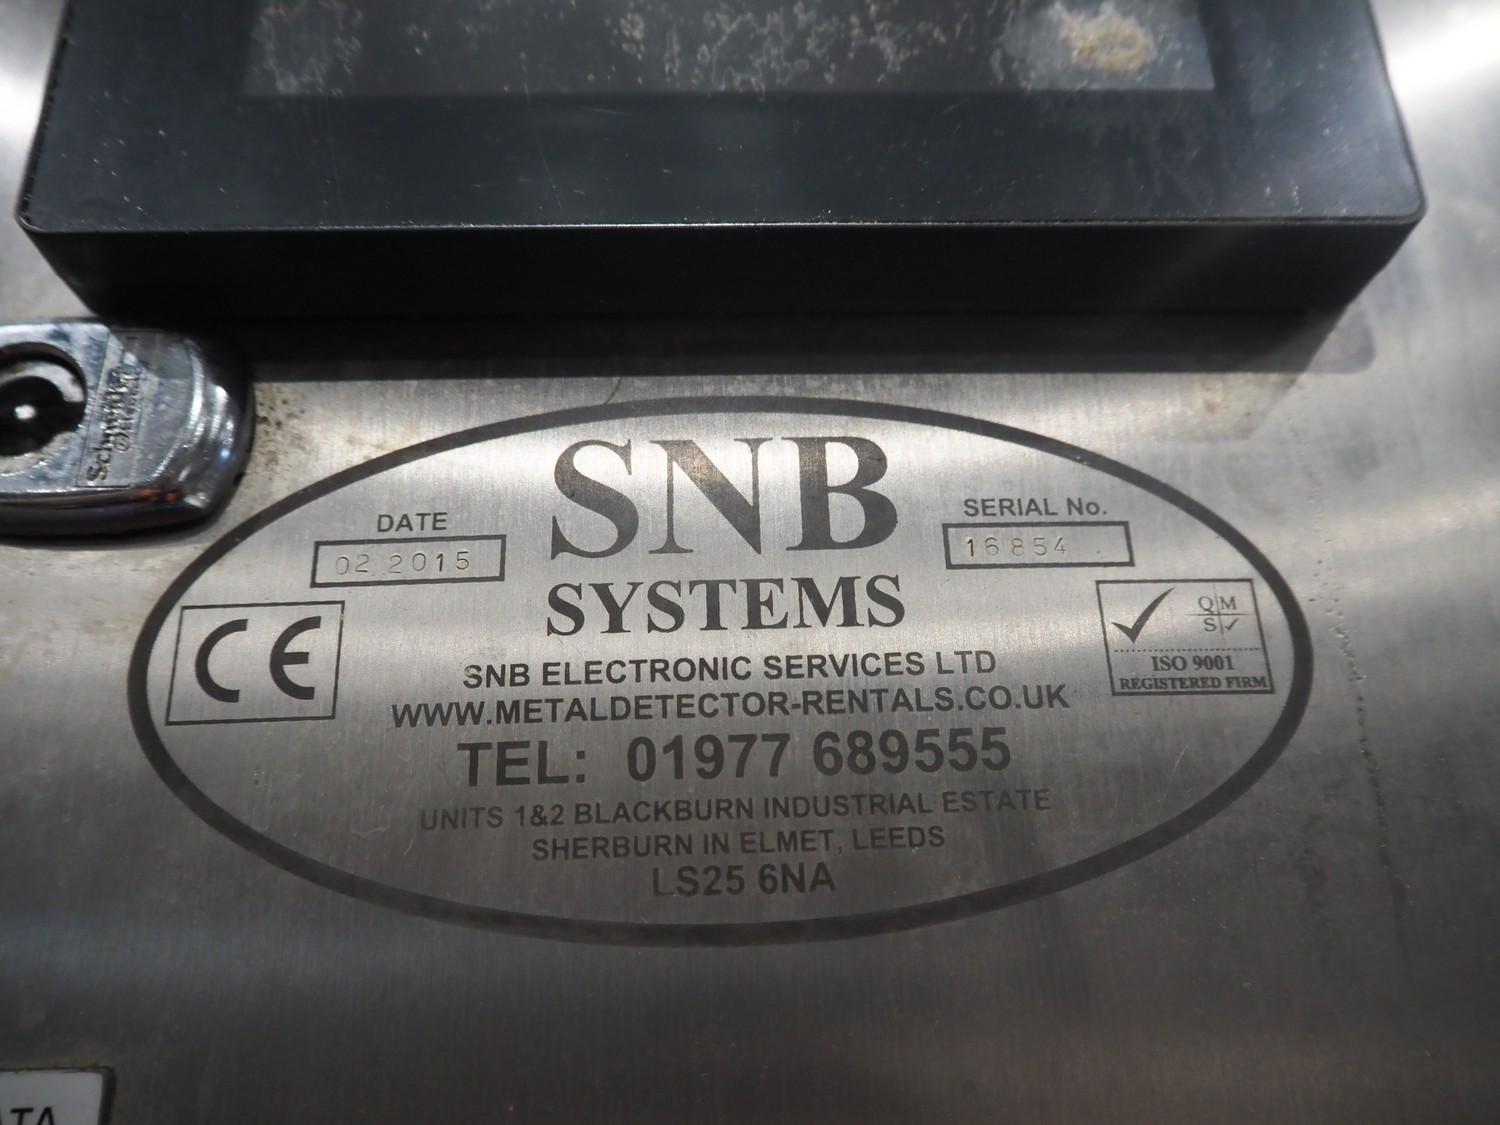 DATE
02 2015
SNB
SYSTEMS
SERIAL No.
16854
CE
QM
S✓
ISO 9001
REGISTERED FIRM
SNB ELECTRONIC SERVICES LTD
WWW.METALDETECTOR-RENTALS.CO.UK
TEL: 01977 689555
UNITS 1&2 BLACKBURN INDUSTRIAL ESTATE
SHERBURN IN ELMET, LEEDS
LS25 6NA